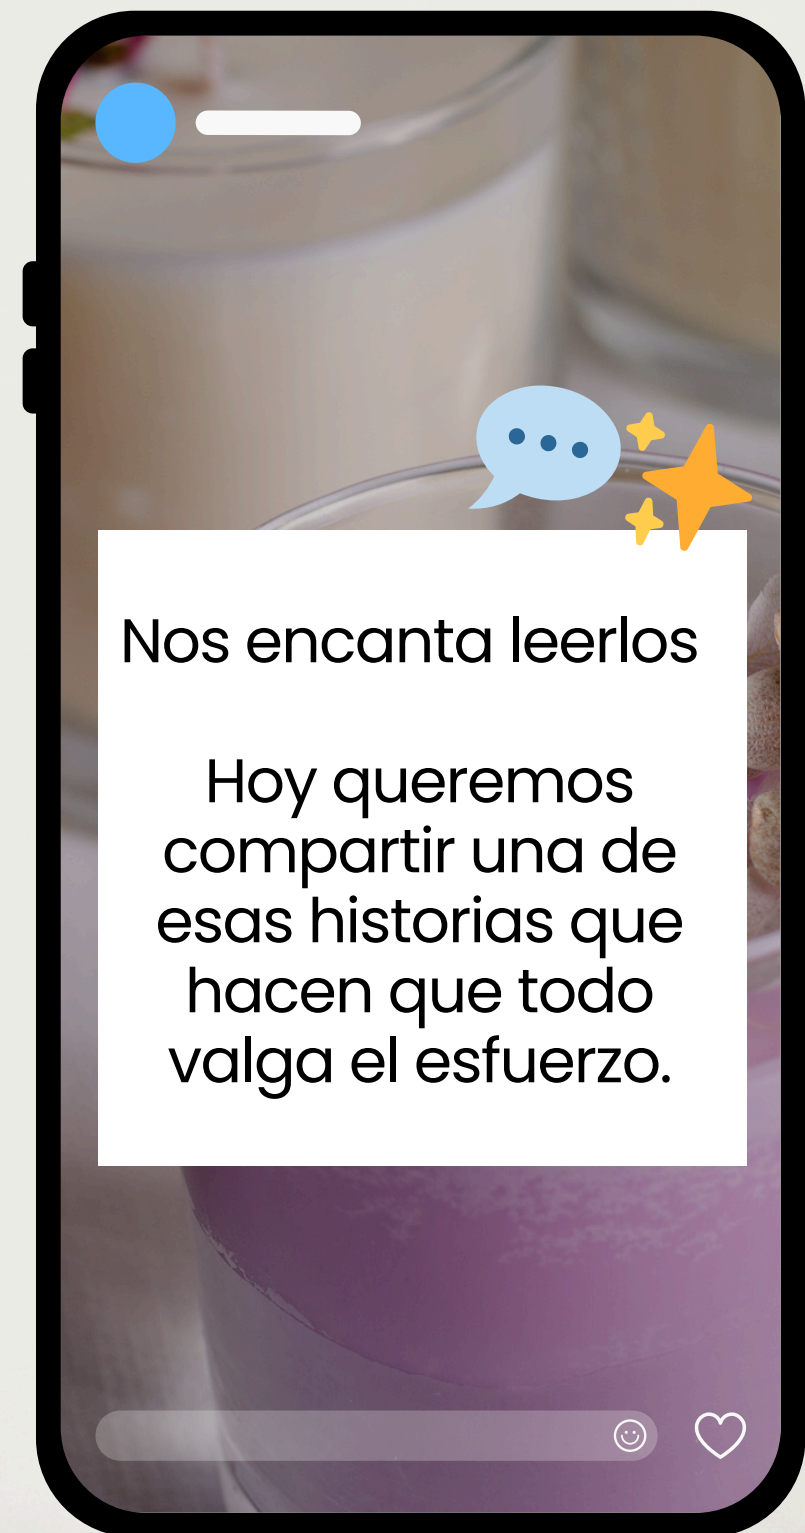 Nos encanta leerlos
Hoy queremos
compartir una de
esas historias que
hacen que todo
valga el esfuerzo.